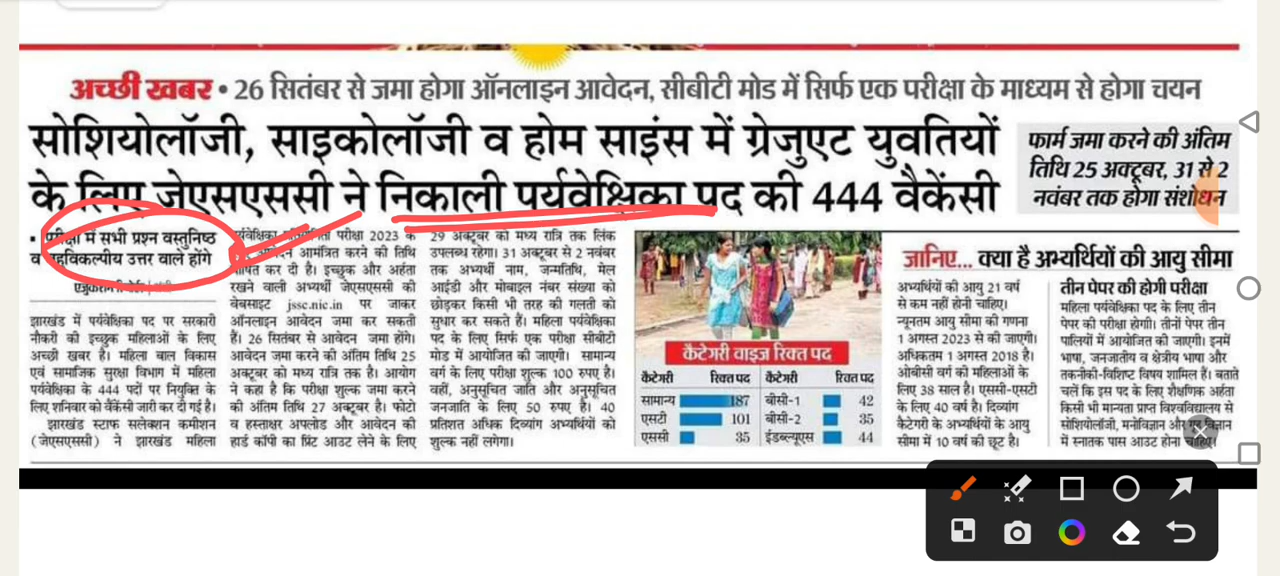 अच्छी खबर • 26 सितंबर से जमा होगा ऑनलाइन आवेदन, सीबीटी मोड में सिर्फ एक परीक्षा के माध्यम से होगा चयन
सोशियोलॉजी, साइकोलॉजी व होम साइंस में ग्रेजुएट युवतियों
के लिए जेएसएससी ने निकाली पर्यवेक्षिका पद की 444 वैकेंसी
फार्म जमा करने की अंतिम
तिथि 25 अक्टूबर, 31 से 2
नवंबर तक होगा संशोधन
• परीक्षा में सभी प्रश्न वस्तुनिष्ठ
व बहुविकल्पीय उत्तर वाले होंगे
झारखंड में पर्यवेक्षिका पद पर सरकारी
नौकरी की इच्छुक महिलाओं के लिए
अच्छी खबर है। महिला बाल विकास
एवं सामाजिक सुरक्षा विभाग में महिला
पर्यवेक्षिका के 444 पदों पर नियुक्ति के
लिए शनिवार को वैकेंसी जारी कर दी गई है।
झारखंड स्टाफ सलेक्शन कमीशन
(जेएसएससी) ने झारखंड महिला
पर्यवेक्षिका परीक्षा 2023 के
आवेदन आमंत्रित करने की तिथि
घोषित कर दी है। इच्छुक और अर्हता
रखने वाली अभ्यर्थी जेएसएससी की
वेबसाइट jssc.nic.in पर जाकर
ऑनलाइन आवेदन जमा कर सकती
हैं। 26 सितंबर से आवेदन जमा होंगे।
आवेदन जमा करने की अंतिम तिथि 25
अक्टूबर को मध्य रात्रि तक है। आयोग
ने कहा है कि परीक्षा शुल्क जमा करने
की अंतिम तिथि 27 अक्टूबर है। फोटो
व हस्ताक्षर अपलोड और आवेदन की
हार्ड कॉपी का प्रिंट आउट लेने के लिए
29 अक्टूबर को मध्य रात्रि तक लिंक
उपलब्ध रहेगा। 31 अक्टूबर से 2 नवंबर
तक अभ्यर्थी नाम, जन्मतिथि, मेल
आईडी और मोबाइल नंबर संख्या को
छोड़कर किसी भी तरह की गलती को
सुधार कर सकते हैं। महिला पर्यवेक्षिका
पद के लिए सिर्फ एक परीक्षा सीबीटी
मोड में आयोजित की जाएगी। सामान्य
वर्ग के लिए परीक्षा शुल्क 100 रुपए है।
वहीं, अनुसूचित जाति और अनुसूचित
जनजाति के लिए 50 रुपए है। 40
प्रतिशत अधिक दिव्यांग अभ्यर्थियों को
शुल्क नहीं लगेगा।
कैटेगरी वाइज रिक्त पद
कैटेगरी रिक्त पद कैटेगरी रिक्त पद
सामान्य 187 बीसी-1 42
एसटी 101 बीसी-2 35
एससी 35 ईडब्ल्यूएस 44
जानिए... क्या है अभ्यर्थियों की आयु सीमा
अभ्यर्थियों की आयु 21 वर्ष
से कम नहीं होनी चाहिए।
न्यूनतम आयु सीमा की गणना
1 अगस्त 2023 से की जाएगी।
अधिकतम 1 अगस्त 2018 है।
ओबीसी वर्ग की महिलाओं के
लिए 38 साल है। एससी-एसटी
के लिए 40 वर्ष है। दिव्यांग
कैटेगरी के अभ्यर्थियों के आयु
सीमा में 10 वर्ष की छूट है।
तीन पेपर की होगी परीक्षा
महिला पर्यवेक्षिका पद के लिए तीन
पेपर की परीक्षा होगी। तीनों पेपर तीन
पालियों में आयोजित की जाएगी। इनमें
भाषा, जनजातीय व क्षेत्रीय भाषा और
तकनीकी-विशिष्ट विषय शामिल हैं। बताते
चलें कि इस पद के लिए शैक्षणिक अर्हता
किसी भी मान्यता प्राप्त विश्वविद्यालय से
सोशियोलॉजी, मनोविज्ञान और गृह विज्ञान
में स्नातक पास आउट होना चाहिए।